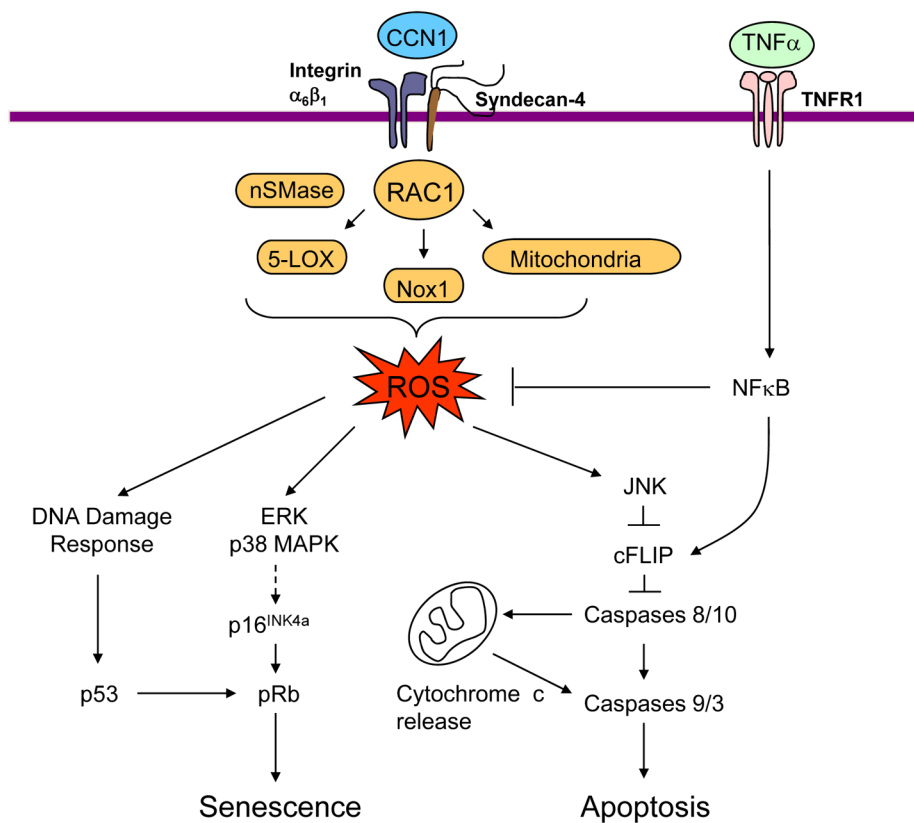 CCN1
TNFα
Integrin
α6β1
Syndecan-4
TNFR1
nSMase
RAC1
5-LOX
Mitochondria
Nox1
ROS
NFκB
JNK
DNA Damage
Response
ERK
p38 MAPK
cFLIP
p16INK4a
Caspases 8/10
p53
pRb
Cytochrome c
release
Caspases 9/3
Senescence
Apoptosis